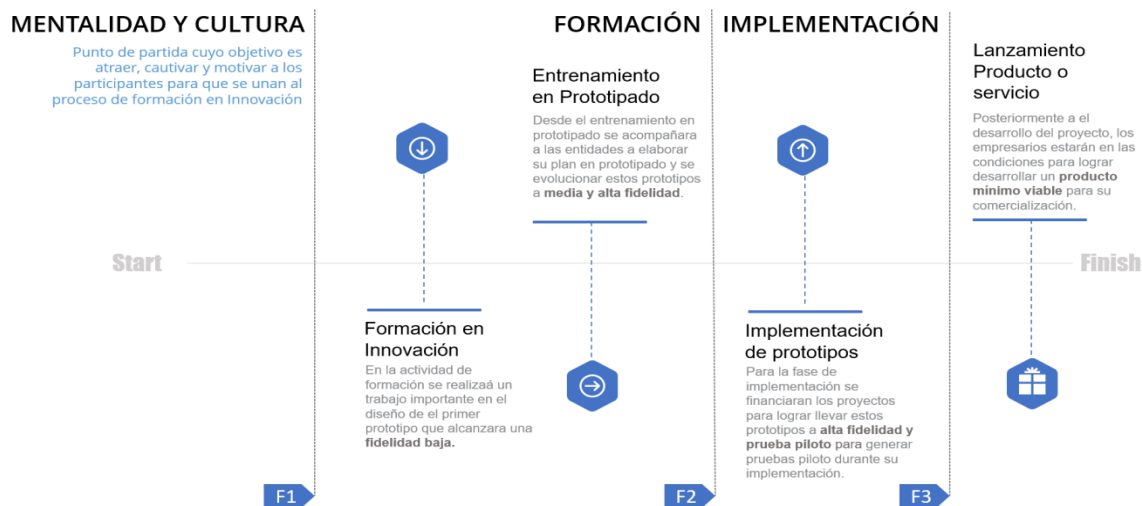 MENTALIDAD Y CULTURA
Punto de partida cuyo objetivo es
atraer, cautivar y motivar a los
participantes para que se unan al
proceso de formación en Innovación
FORMACIÓN
Entrenamiento
en Prototipado
Desde el entrenamiento en
prototipado se acompañara
a las entidades a elaborar
su plan en prototipado y se
evolucionar estos prototipos
a media y alta fidelidad.
IMPLEMENTACIÓN
Lanzamiento
Producto o
servicio
Posteriormente a el
desarrollo del proyecto, los
empresarios estarán en las
condiciones para lograr
desarrollar un producto
mínimo viable para su
comercialización.
Start
Finish
Formación en
Innovación
En la actividad de
formación se realizaá un
trabajo importante en el
diseño de el primer
prototipo que alcanzara una
fidelidad baja.
Implementación
de prototipos
Para la fase de
implementación se
financiaran los proyectos
para lograr llevar estos
prototipos a alta fidelidad y
prueba piloto para generar
pruebas piloto durante su
implementación.
F1
F2
F3